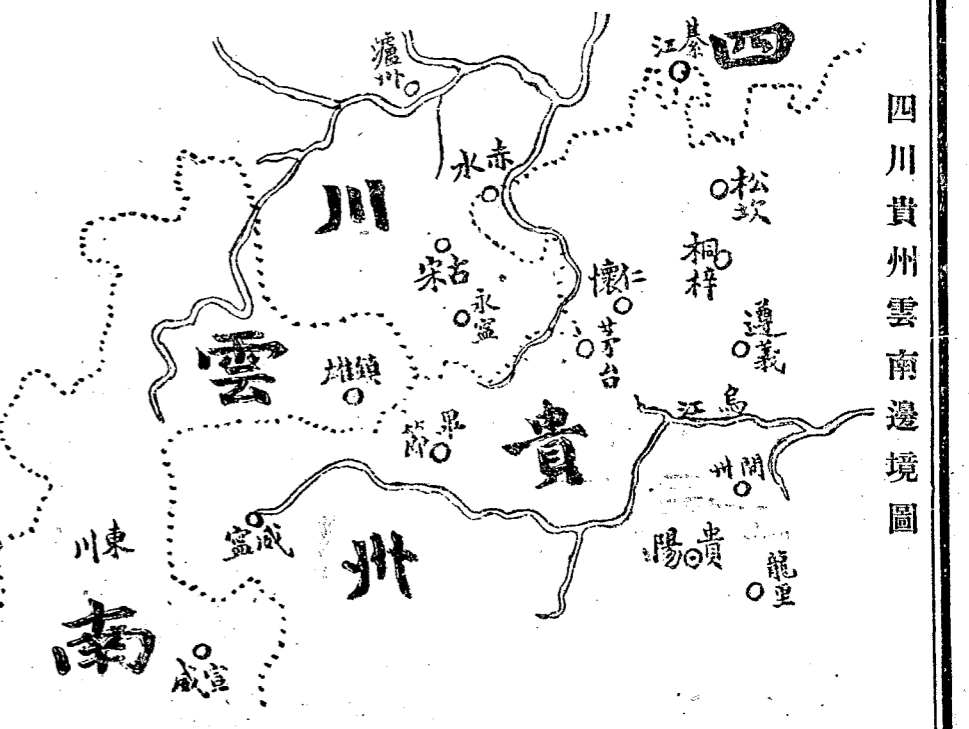 四川貴州雲南邊境圖
四
川
雲
南
貴
州
綦江
瀘州
赤水
松坎
桐梓
古宋
永寧
仁懷
茅台
遵義
鎮雄
畢節
烏江
開州
威寧
貴陽
龍里
東川
宣威